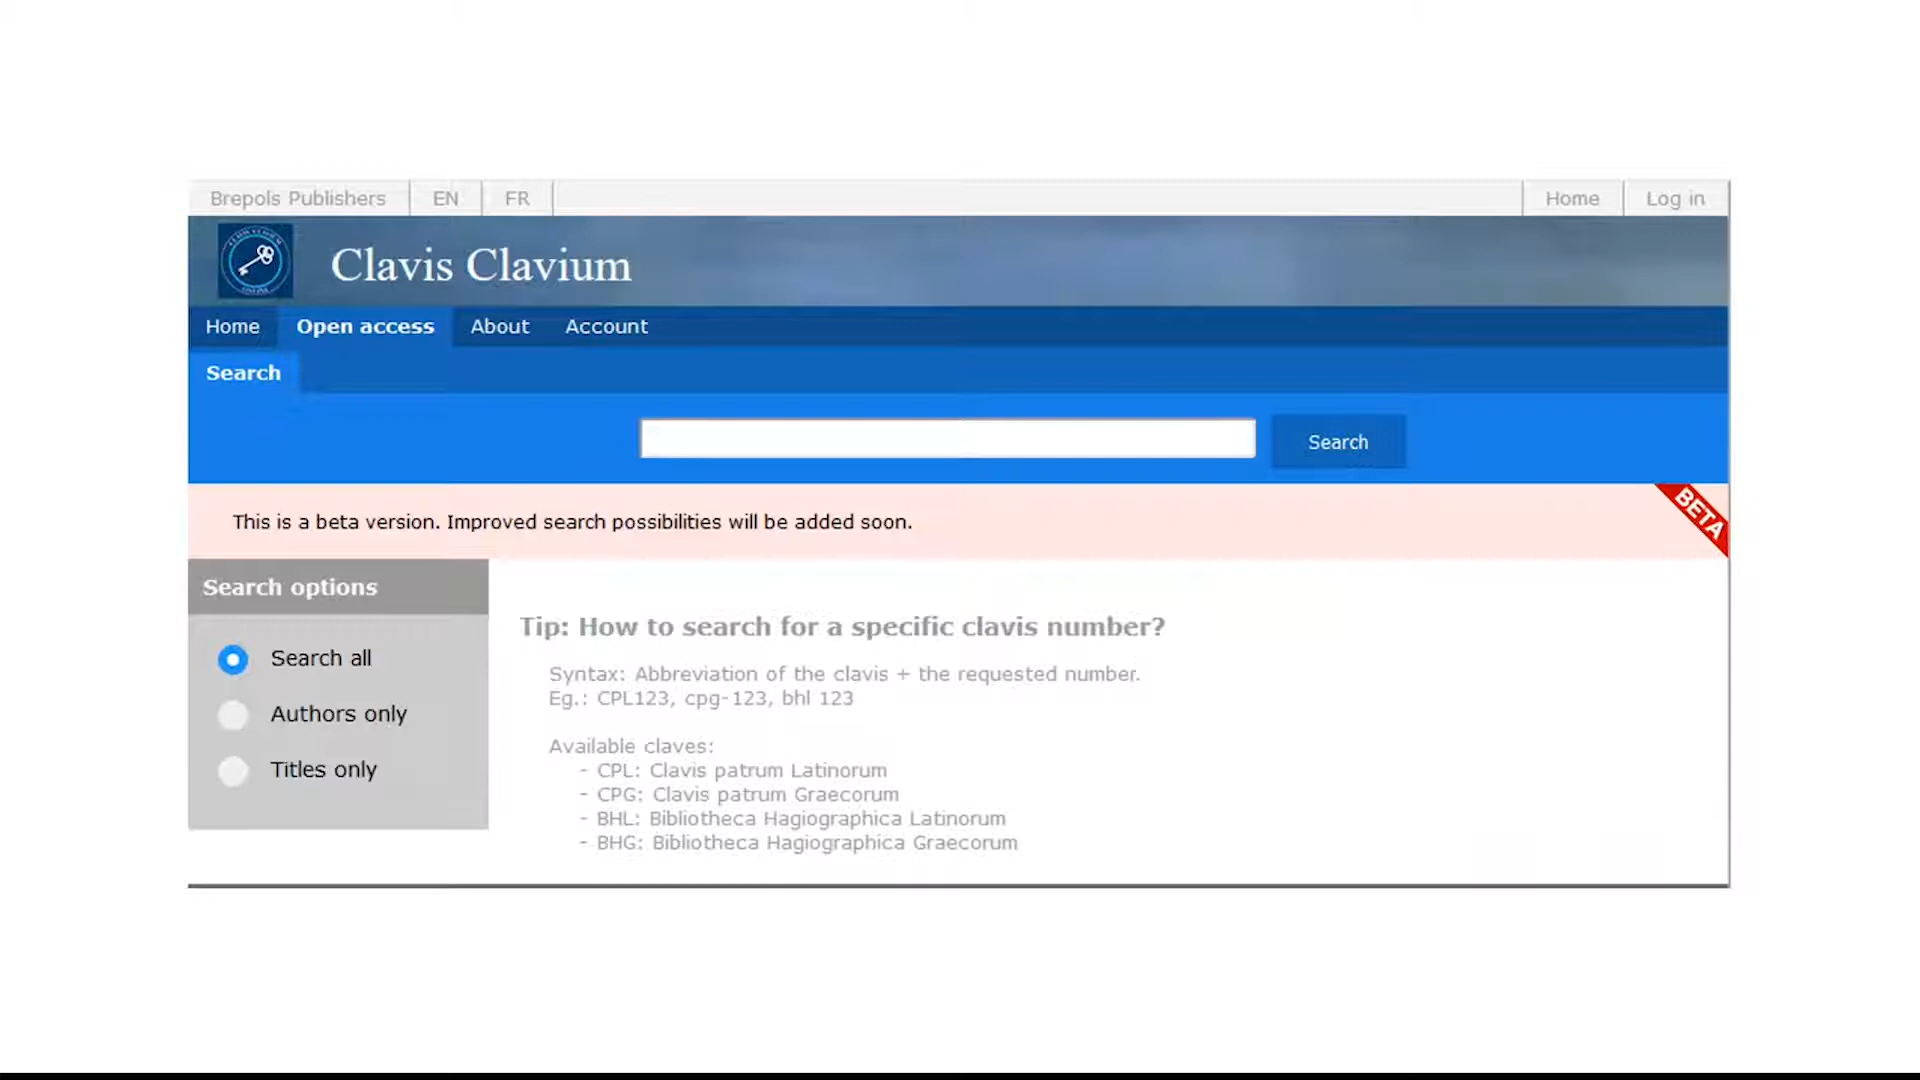 Brepols Publishers EN FR Home Log in
CLAVIS CLAVIUM
ONLINE
Clavis Clavium
Home Open access About Account
Search
Search
This is a beta version. Improved search possibilities will be added soon.
BETA
Search options
Search all
Authors only
Titles only
Tip: How to search for a specific clavis number?
Syntax: Abbreviation of the clavis + the requested number.
Eg.: CPL123, cpg-123, bhl 123
Available claves:
- CPL: Clavis patrum Latinorum
- CPG: Clavis patrum Graecorum
- BHL: Bibliotheca Hagiographica Latinorum
- BHG: Bibliotheca Hagiographica Graecorum